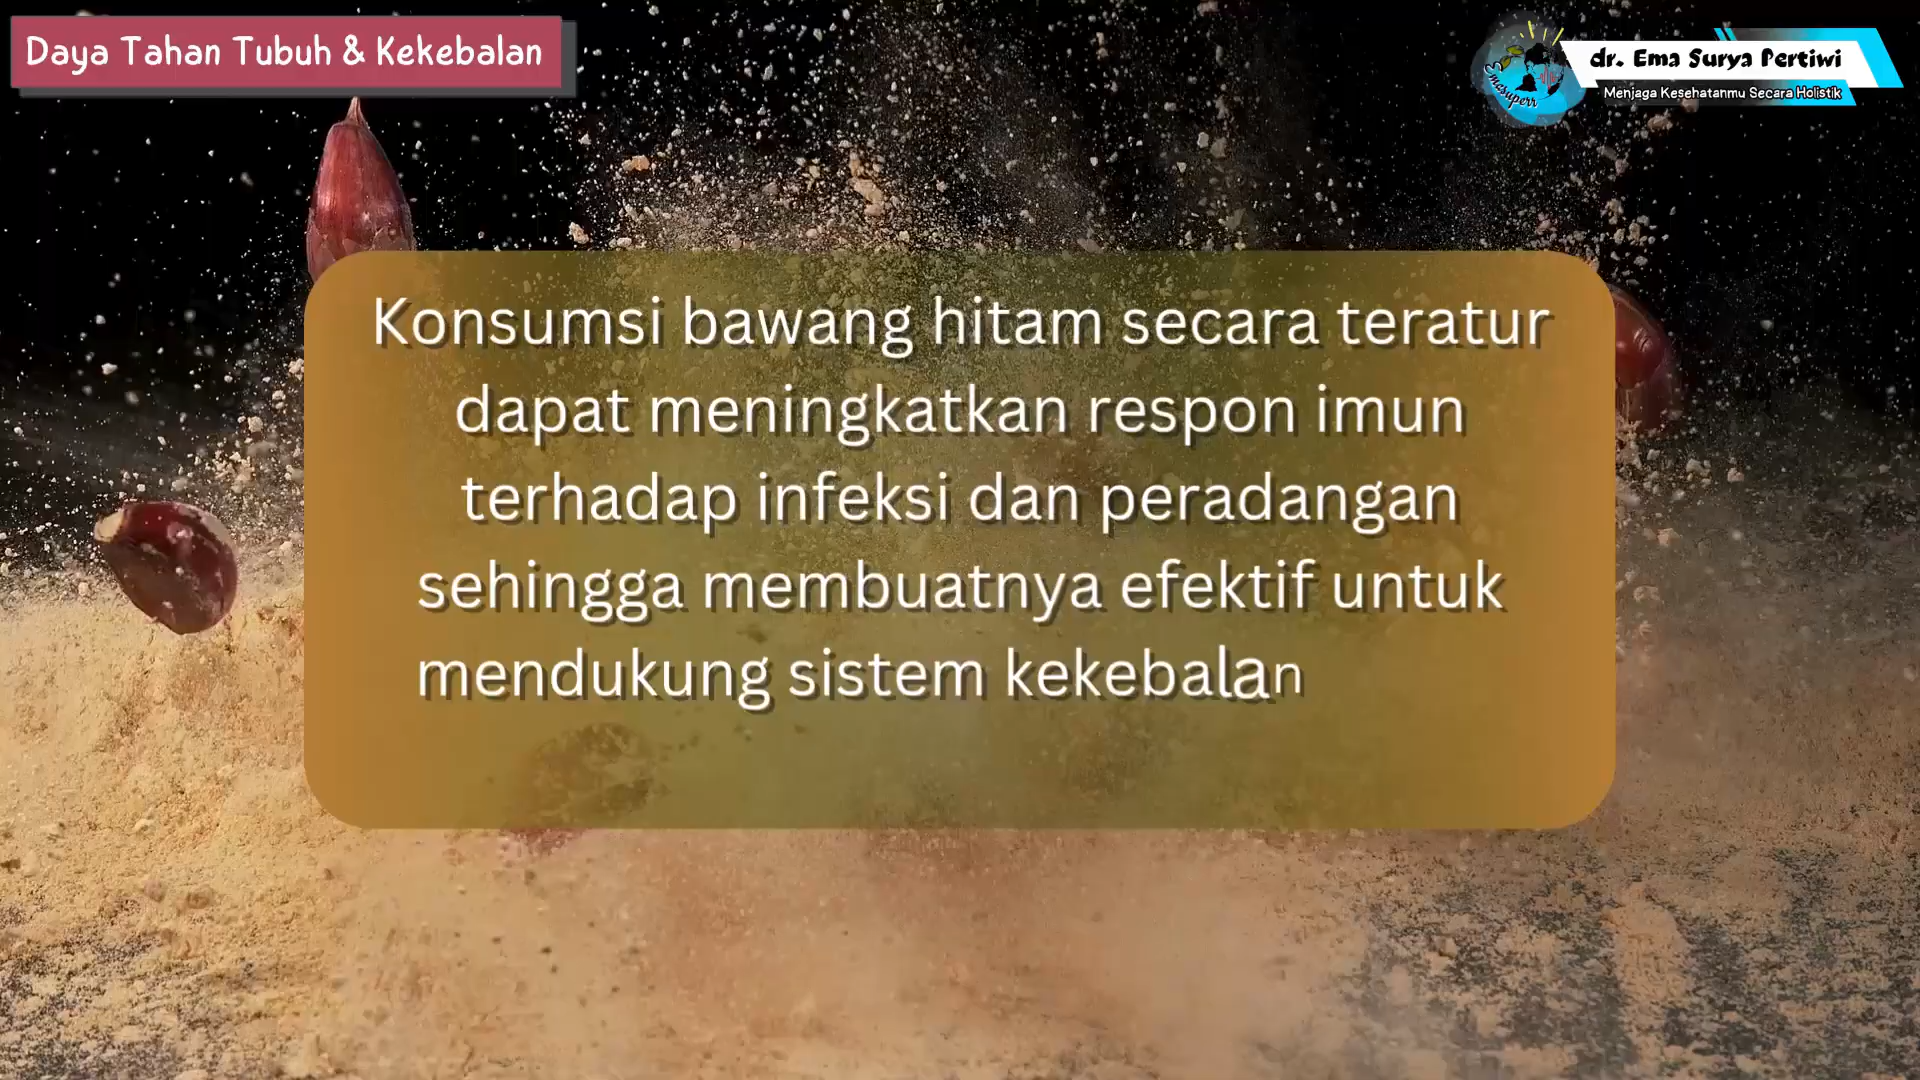 Daya Tahan Tubuh & Kekebalan
dr. Ema Surya Pertiwi
Menjaga Kesehatanmu Secara Holistik
emasuperr
Konsumsi bawang hitam secara teratur
dapat meningkatkan respon imun
terhadap infeksi dan peradangan
sehingga membuatnya efektif untuk
mendukung sistem kekebalan